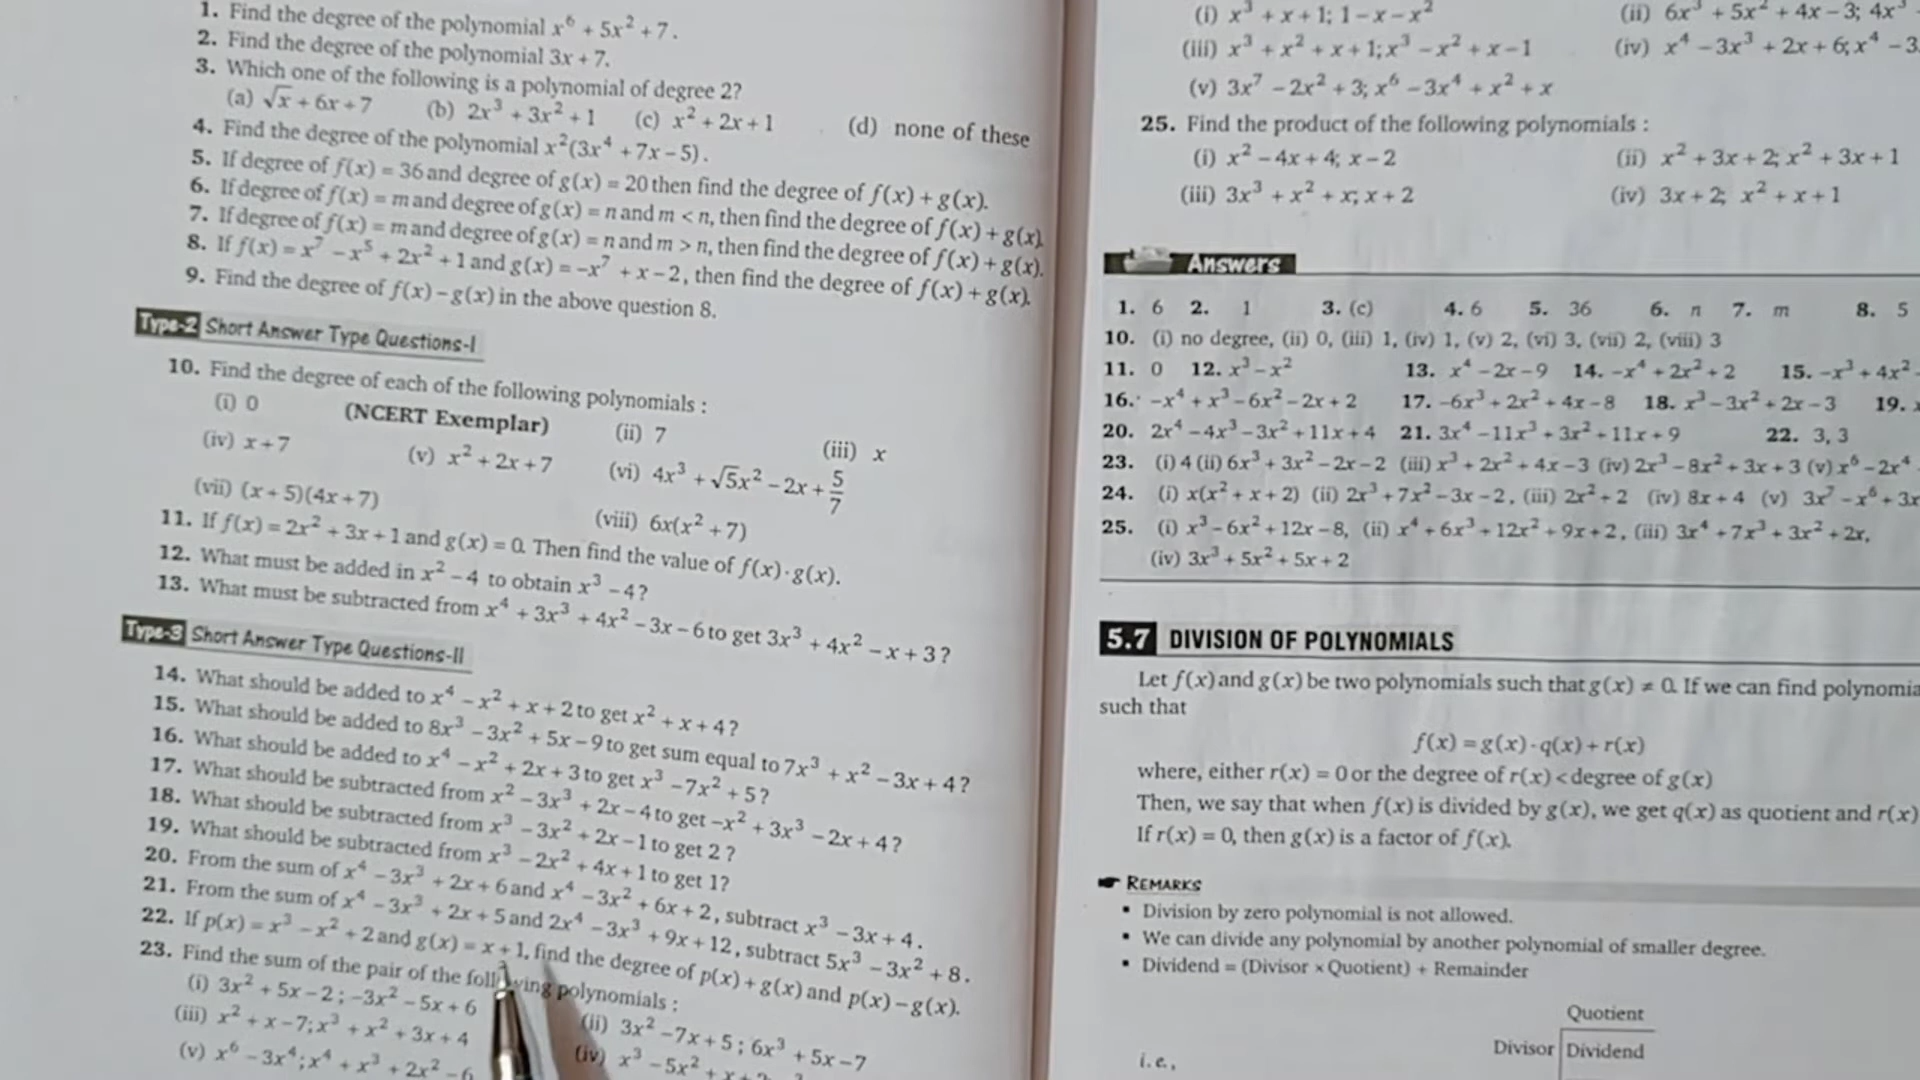 1. Find the degree of the polynomial x⁶ + 5x² + 7.
2. Find the degree of the polynomial 3x + 7.
3. Which one of the following is a polynomial of degree 2?
(a) √x + 6x + 7 (b) 2x³ + 3x² + 1 (c) x² + 2x + 1 (d) none of these
4. Find the degree of the polynomial x²(3x⁴ + 7x − 5).
5. If degree of f(x) = 36 and degree of g(x) = 20 then find the degree of f(x) + g(x).
6. If degree of f(x) = m and degree of g(x) = n and m < n, then find the degree of f(x) + g(x).
7. If degree of f(x) = m and degree of g(x) = n and m > n, then find the degree of f(x) + g(x).
8. If f(x) = x⁷ − x⁵ + 2x² + 1 and g(x) = −x⁷ + x − 2, then find the degree of f(x) + g(x).
9. Find the degree of f(x) − g(x) in the above question 8.
Type-2 Short Answer Type Questions-I
10. Find the degree of each of the following polynomials :
(i) 0 (NCERT Exemplar) (ii) 7 (iii) x
(iv) x + 7 (v) x² + 2x + 7 (vi) 4x³ + √5x² − 2x + 5/7
(vii) (x + 5)(4x + 7) (viii) 6x(x² + 7)
11. If f(x) = 2x² + 3x + 1 and g(x) = 0. Then find the value of f(x)·g(x).
12. What must be added in x² − 4 to obtain x³ − 4?
13. What must be subtracted from x⁴ + 3x³ + 4x² − 3x − 6 to get 3x³ + 4x² − x + 3?
Type-3 Short Answer Type Questions-II
14. What should be added to x⁴ − x² + x + 2 to get x² + x + 4?
15. What should be added to 8x³ − 3x² + 5x − 9 to get sum equal to 7x³ + x² − 3x + 4?
16. What should be added to x⁴ − x² + 2x + 3 to get x³ − 7x² + 5?
17. What should be subtracted from x² − 3x³ + 2x − 4 to get −x² + 3x³ − 2x + 4?
18. What should be subtracted from x³ − 3x² + 2x − 1 to get 2?
19. What should be subtracted from x³ − 2x² + 4x + 1 to get 1?
20. From the sum of x⁴ − 3x³ + 2x + 6 and x⁴ − 3x² + 6x + 2, subtract x³ − 3x + 4.
21. From the sum of x⁴ − 3x³ + 2x + 5 and 2x⁴ − 3x³ + 9x + 12, subtract 5x³ − 3x² + 8.
22. If p(x) = x³ − x² + 2 and g(x) = x + 1, find the degree of p(x) + g(x) and p(x) − g(x).
23. Find the sum of the pair of the following polynomials :
(i) 3x² + 5x − 2 ; −3x² − 5x + 6 (ii) 3x² − 7x + 5 ; 6x³ + 5x − 7
(iii) x² + x − 7; x³ + x² + 3x + 4 (iv) x³ − 5x² + x +
(v) x⁶ − 3x⁴; x⁴ + x³ + 2x² − 6
(i) x³ + x + 1; 1 − x − x² (ii) 6x³ + 5x² + 4x − 3; 4x³
(iii) x³ + x² + x + 1; x³ − x² + x − 1 (iv) x⁴ − 3x³ + 2x + 6; x⁴ − 3
(v) 3x⁷ − 2x² + 3; x⁶ − 3x⁴ + x² + x
25. Find the product of the following polynomials :
(i) x² − 4x + 4; x − 2 (ii) x² + 3x + 2; x² + 3x + 1
(iii) 3x³ + x² + x; x + 2 (iv) 3x + 2; x² + x + 1
Answers
1. 6 2. 1 3. (c) 4. 6 5. 36 6. n 7. m 8. 5
10. (i) no degree, (ii) 0, (iii) 1, (iv) 1, (v) 2, (vi) 3, (vii) 2, (viii) 3
11. 0 12. x³ − x² 13. x⁴ − 2x − 9 14. −x⁴ + 2x² + 2 15. −x³ + 4x² −
16. −x⁴ + x³ − 6x² − 2x + 2 17. −6x³ + 2x² + 4x − 8 18. x³ − 3x² + 2x − 3 19.
20. 2x⁴ − 4x³ − 3x² + 11x + 4 21. 3x⁴ − 11x³ + 3x² + 11x + 9 22. 3, 3
23. (i) 4 (ii) 6x³ + 3x² − 2x − 2 (iii) x³ + 2x² + 4x − 3 (iv) 2x³ − 8x² + 3x + 3 (v) x⁶ − 2x⁴
24. (i) x(x² + x + 2) (ii) 2x³ + 7x² − 3x − 2, (iii) 2x² + 2 (iv) 8x + 4 (v) 3x⁷ − x⁶ + 3x
25. (i) x³ − 6x² + 12x − 8, (ii) x⁴ + 6x³ + 12x² + 9x + 2, (iii) 3x⁴ + 7x³ + 3x² + 2x,
(iv) 3x³ + 5x² + 5x + 2
5.7 DIVISION OF POLYNOMIALS
Let f(x) and g(x) be two polynomials such that g(x) ≠ 0. If we can find polynomia
such that
f(x) = g(x) · q(x) + r(x)
where, either r(x) = 0 or the degree of r(x) < degree of g(x)
Then, we say that when f(x) is divided by g(x), we get q(x) as quotient and r(x)
If r(x) = 0, then g(x) is a factor of f(x).
REMARKS
▪ Division by zero polynomial is not allowed.
▪ We can divide any polynomial by another polynomial of smaller degree.
▪ Dividend = (Divisor × Quotient) + Remainder
Quotient
Divisor Dividend
i.e.,